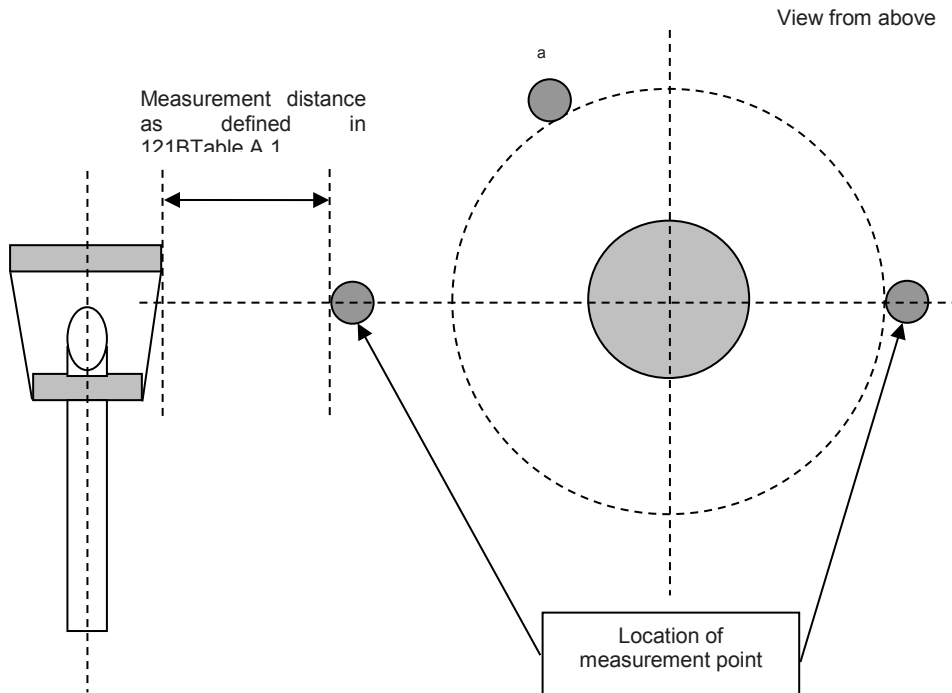 View from above
a
Measurement distance
as defined in
121BTable A.1
Location of
measurement point